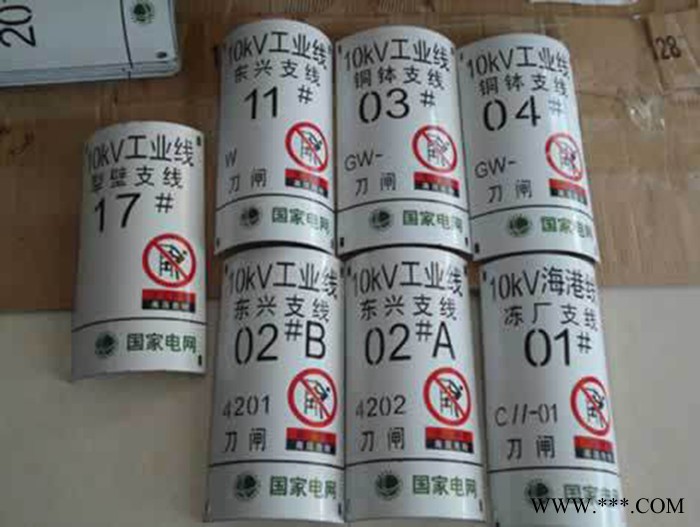 20
28
10kV工业线
壁支线
17#
国家电网
10kV工业线
东兴支线
11#
W
刀闸
国家电网
10kV工业线
铜钵支线
03#
GW-
刀闸
国家电网
10kV工业线
铜钵支线
04#
GW-
刀闸
国家电网
10kV工业线
东兴支线
02#B
4201
刀闸
10kV工业线
东兴支线
02#A
4202
刀闸
国家电网
10kV海港线
冻厂支线
01#
C//-01
刀闸
国家电网
WWW.***.COM